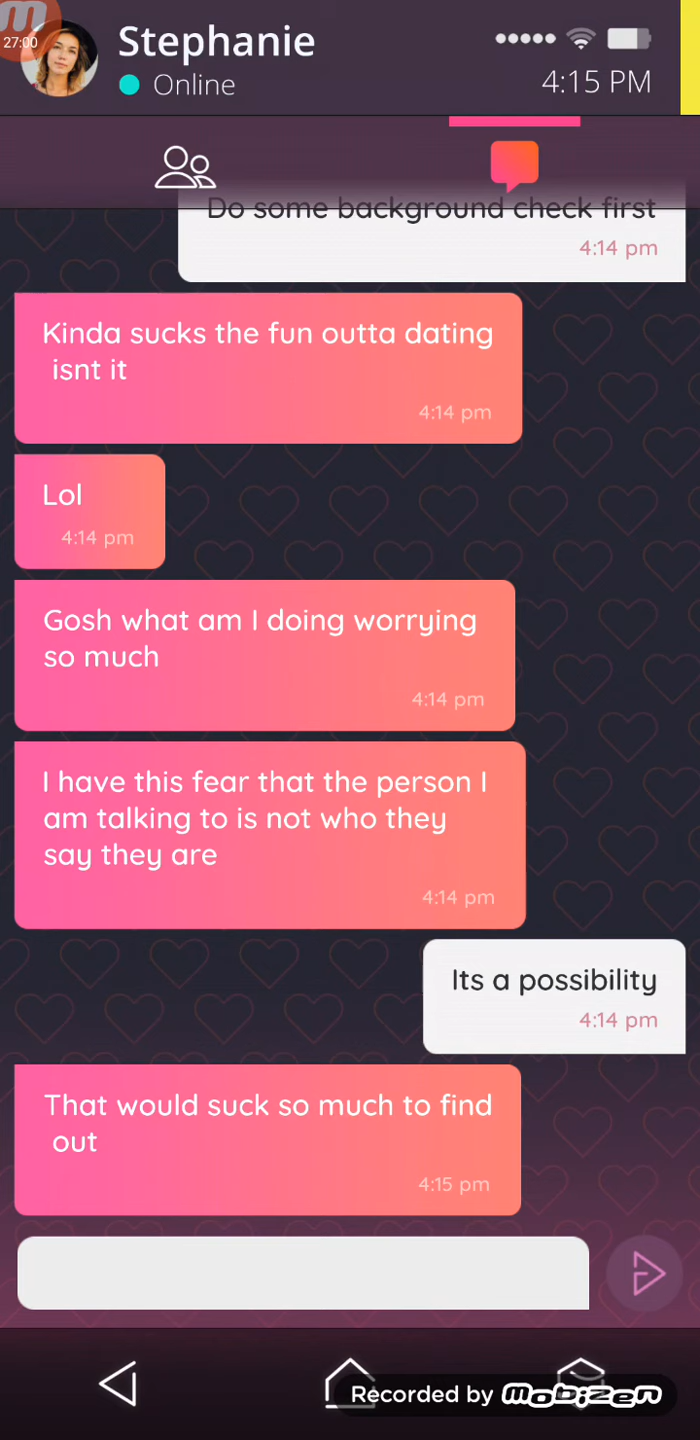 27:00
Stephanie
Online
4:15 PM
Do some background check first
4:14 pm
Kinda sucks the fun outta dating
isnt it
4:14 pm
Lol
4:14 pm
Gosh what am I doing worrying
so much
4:14 pm
I have this fear that the person I
am talking to is not who they
say they are
4:14 pm
Its a possibility
4:14 pm
That would suck so much to find
out
4:15 pm
Recorded by mobizen